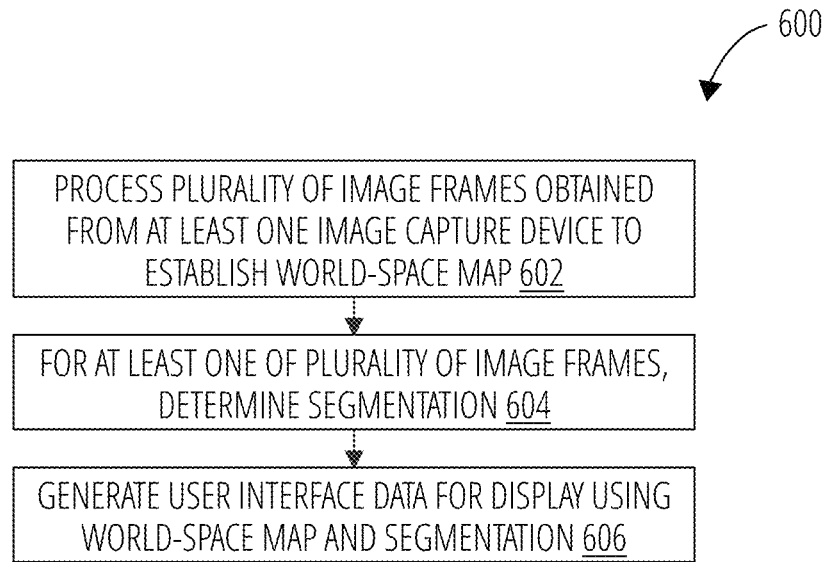 600
PROCESS PLURALITY OF IMAGE FRAMES OBTAINED
FROM AT LEAST ONE IMAGE CAPTURE DEVICE TO
ESTABLISH WORLD-SPACE MAP 602
FOR AT LEAST ONE OF PLURALITY OF IMAGE FRAMES,
DETERMINE SEGMENTATION 604
GENERATE USER INTERFACE DATA FOR DISPLAY USING
WORLD-SPACE MAP AND SEGMENTATION 606